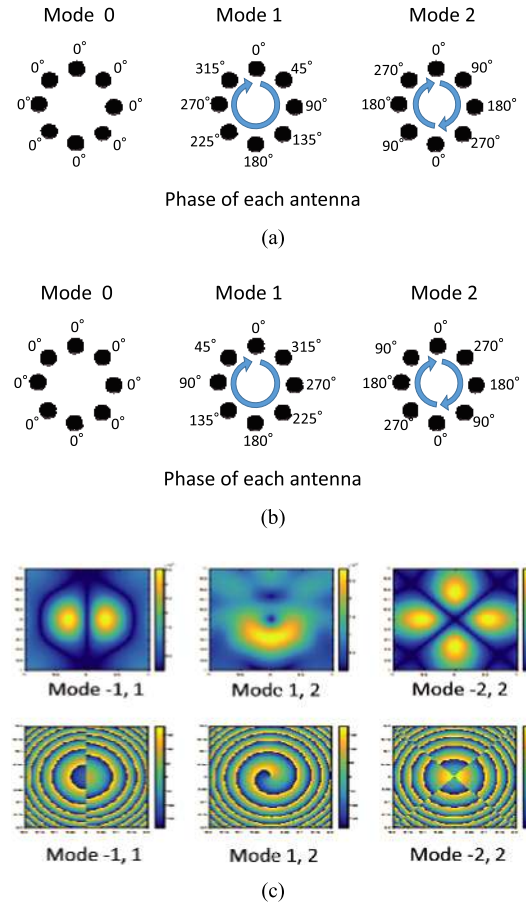 Mode 0 Mode 1 Mode 2
0° 0° 0°
0° 0° 315° 45° 270° 90°
0° 0° 270° 90° 180° 180°
0° 0° 225° 135° 90° 270°
0° 180° 0°
Phase of each antenna
(a)
Mode 0 Mode 1 Mode 2
0° 0° 0°
0° 0° 45° 315° 90° 270°
0° 0° 90° 270° 180° 180°
0° 0° 135° 225° 270° 90°
0° 180° 0°
Phase of each antenna
(b)
Mode -1, 1 Mode 1, 2 Mode -2, 2
Mode -1, 1 Mode 1, 2 Mode -2, 2
(c)